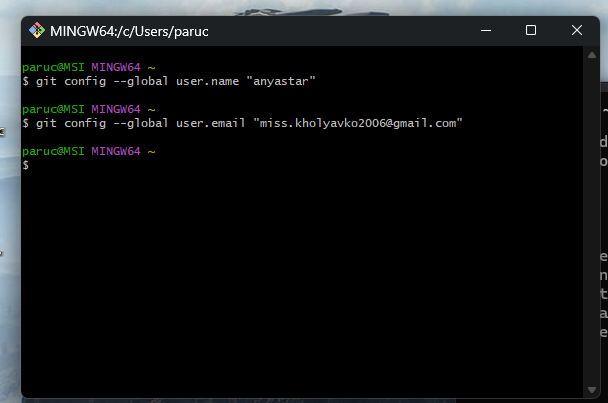 MINGW64:/c/Users/paruc
paruc@MSI MINGW64 ~
$ git config --global user.name "anyastar"
paruc@MSI MINGW64 ~
$ git config --global user.email "miss.kholyavko2006@gmail.com"
paruc@MSI MINGW64 ~
$